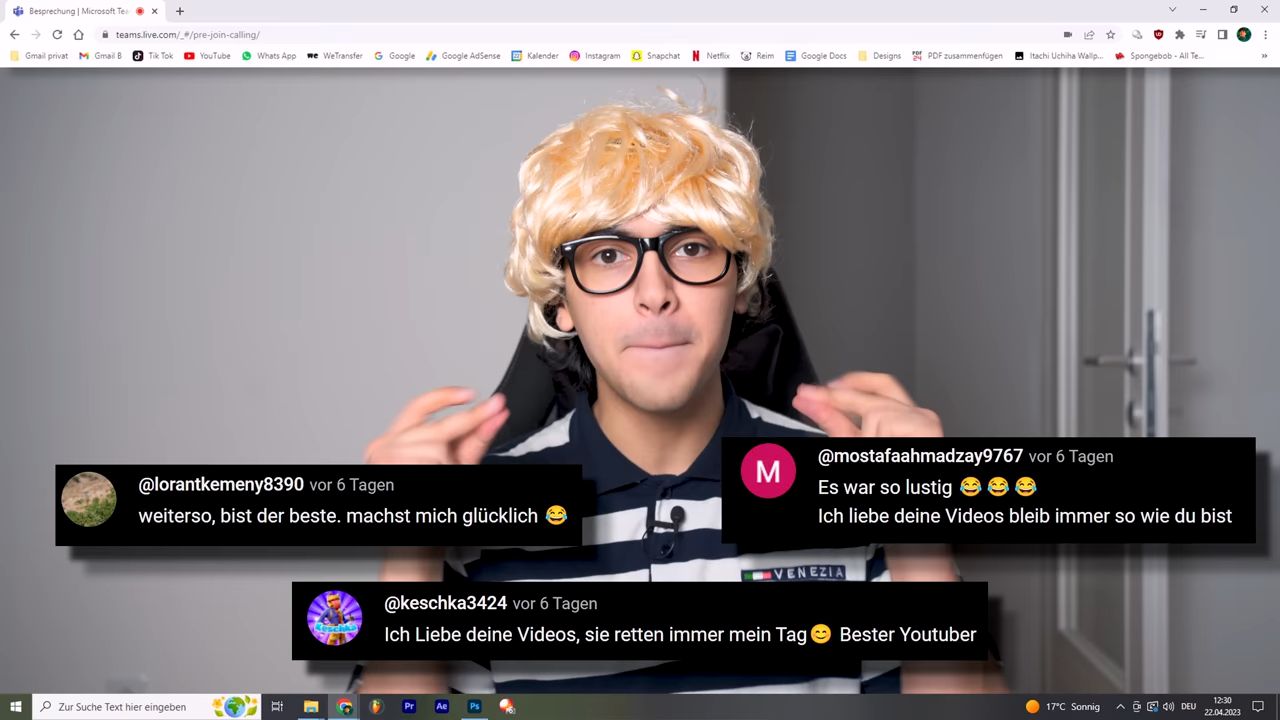 Besprechung | Microsoft Tea
teams.live.com/_#/pre-join-calling/
Gmail privat
Gmail B
Tik Tok
YouTube
Whats App
WeTransfer
Google
Google AdSense
Kalender
Instagram
Snapchat
Netflix
Reim
Google Docs
Designs
PDF zusammenfügen
Itachi Uchiha Wallp...
Spongebob - All Te...
@lorantkemeny8390 vor 6 Tagen
weiterso, bist der beste. machst mich glücklich 😂
M
@mostafaahmadzay9767 vor 6 Tagen
Es war so lustig 😂😂😂
Ich liebe deine Videos bleib immer so wie du bist
VENEZIA
Keschka
@keschka3424 vor 6 Tagen
Ich Liebe deine Videos, sie retten immer mein Tag😊 Bester Youtuber
Zur Suche Text hier eingeben
Pr
Ae
Ps
17°C Sonnig
DEU
12:30
22.04.2023